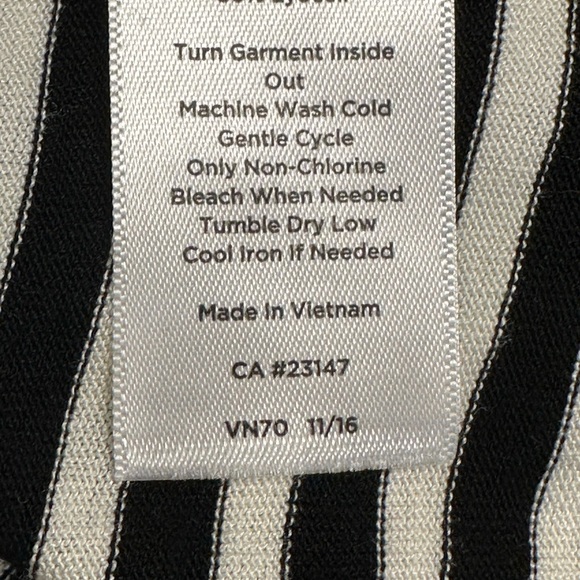 Turn Garment Inside
Out
Machine Wash Cold
Gentle Cycle
Only Non-Chlorine
Bleach When Needed
Tumble Dry Low
Cool Iron If Needed
Made In Vietnam
CA #23147
VN70 11/16